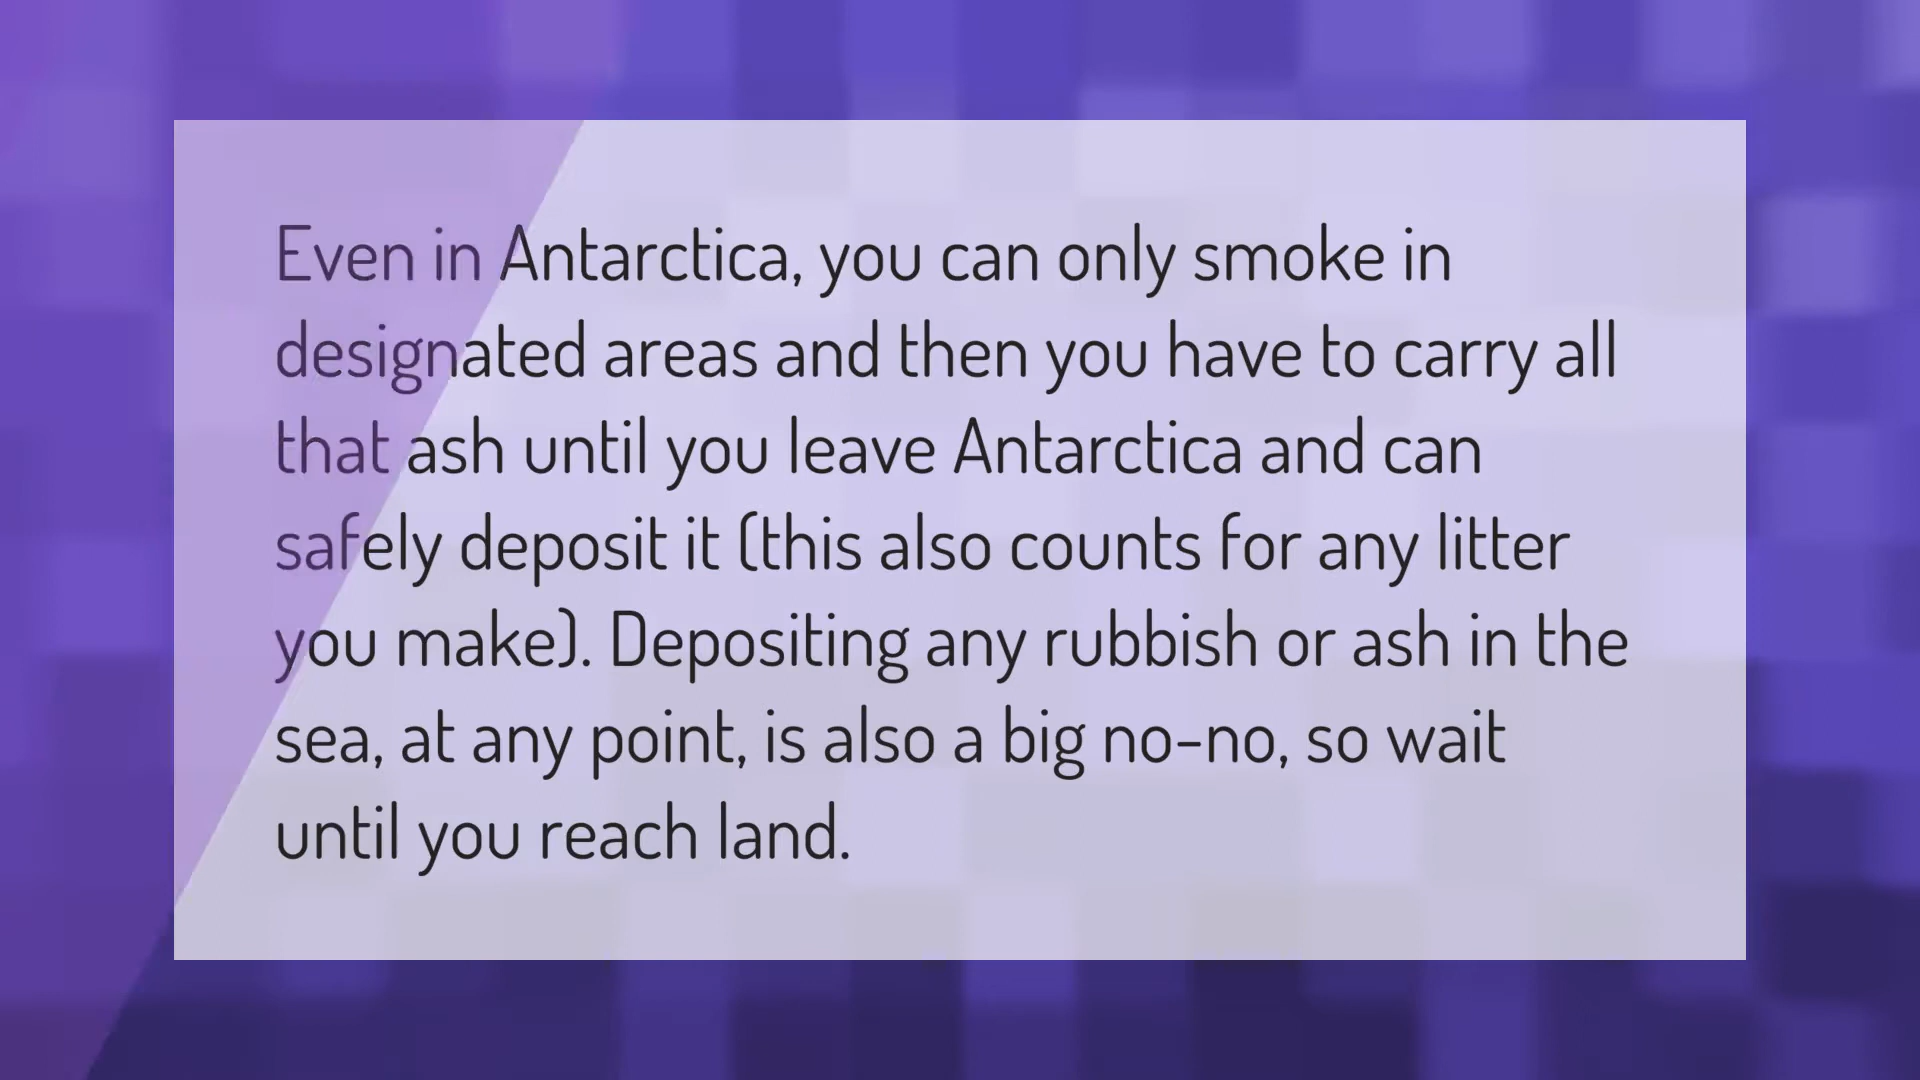 Even in Antarctica, you can only smoke in
designated areas and then you have to carry all
that ash until you leave Antarctica and can
safely deposit it (this also counts for any litter
you make). Depositing any rubbish or ash in the
sea, at any point, is also a big no-no, so wait
until you reach land.